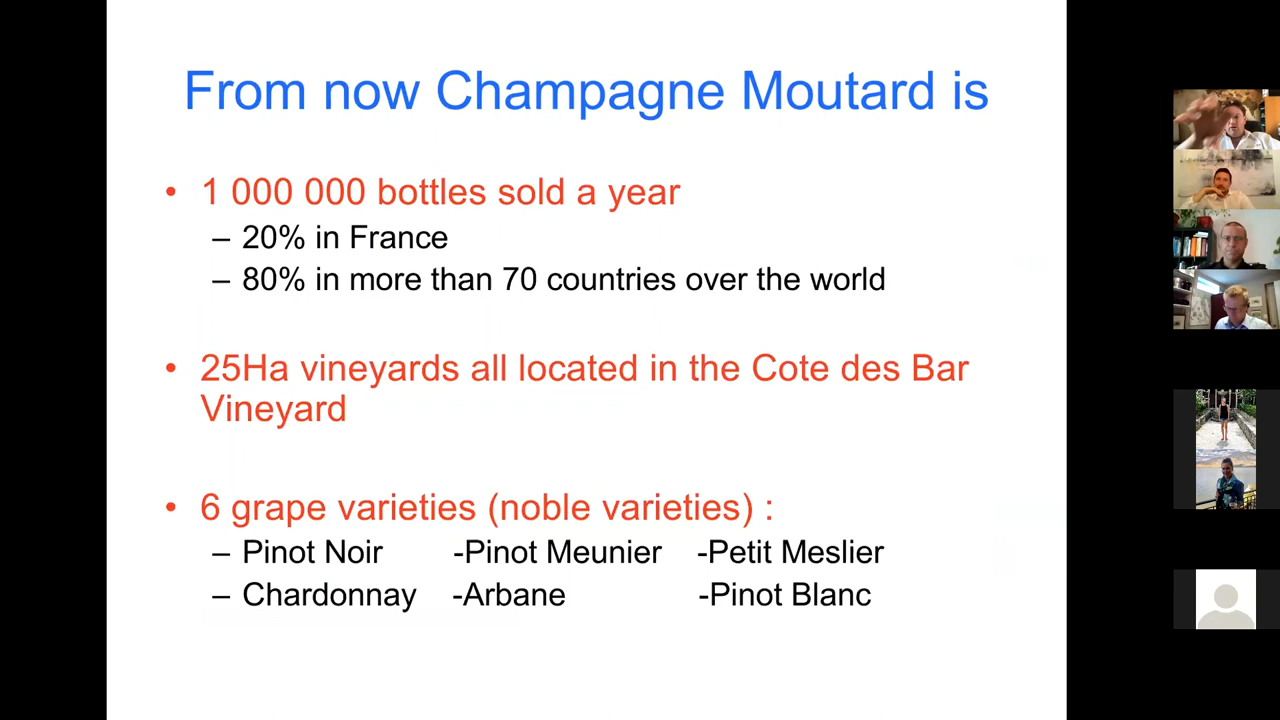 From now Champagne Moutard is
• 1 000 000 bottles sold a year
– 20% in France
– 80% in more than 70 countries over the world
• 25Ha vineyards all located in the Cote des Bar
Vineyard
• 6 grape varieties (noble varieties) :
– Pinot Noir -Pinot Meunier -Petit Meslier
– Chardonnay -Arbane -Pinot Blanc